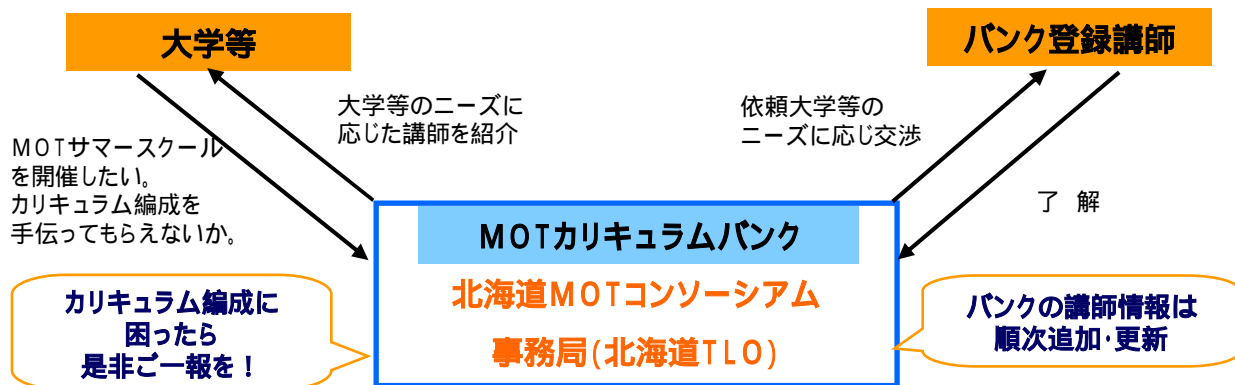 大学等
バンク登録講師
大学等のニーズに
応じた講師を紹介
依頼大学等の
ニーズに応じ交渉
MOTサマースクール
を開催したい。
カリキュラム編成を
手伝ってもらえないか。
了 解
MOTカリキュラムバンク
北海道MOTコンソーシアム
事務局(北海道TLO)
カリキュラム編成に
困ったら
是非ご一報を！
バンクの講師情報は
順次追加・更新